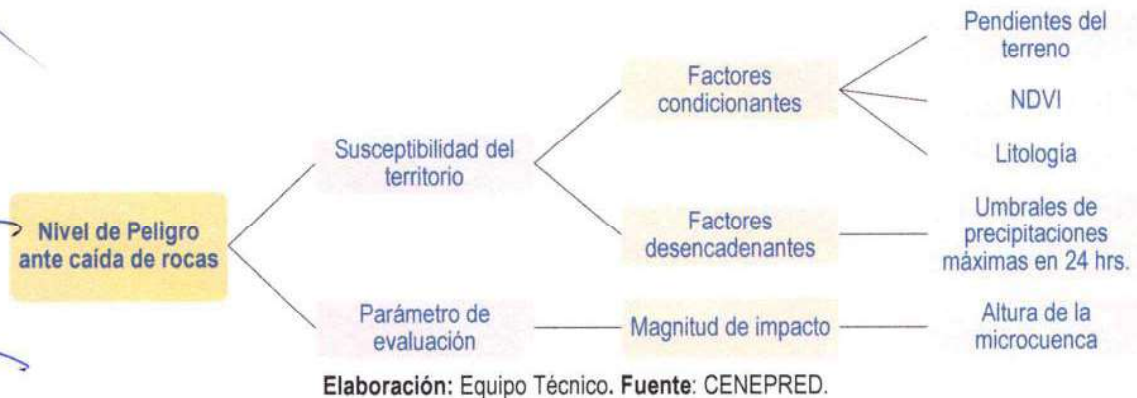 Nivel de Peligro
ante caída de rocas
Susceptibilidad del
territorio
Factores
condicionantes
Pendientes del
terreno
NDVI
Litología
Factores
desencadenantes
Umbrales de
precipitaciones
máximas en 24 hrs.
Parámetro de
evaluación
Magnitud de impacto
Altura de la
microcuenca
Elaboración: Equipo Técnico. Fuente: CENEPRED.